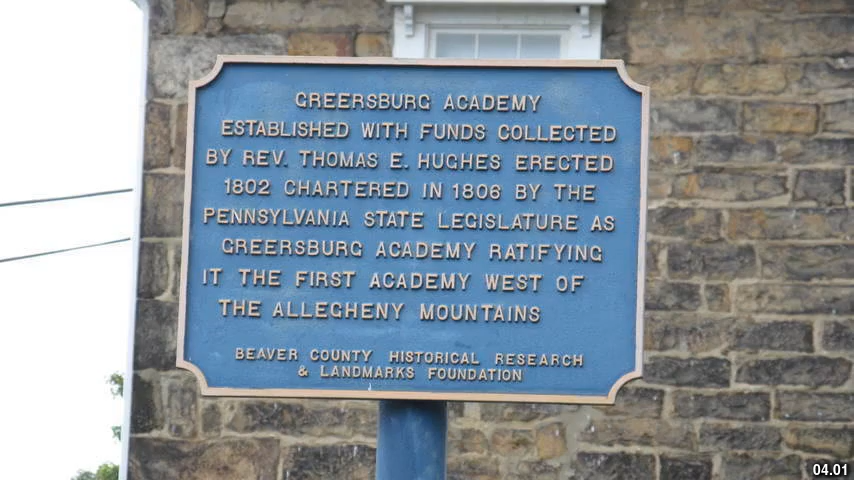 GREERSBURG ACADEMY
ESTABLISHED WITH FUNDS COLLECTED
BY REV. THOMAS E. HUGHES ERECTED
1802 CHARTERED IN 1806 BY THE
PENNSYLVANIA STATE LEGISLATURE AS
GREERSBURG ACADEMY RATIFYING
IT THE FIRST ACADEMY WEST OF
THE ALLEGHENY MOUNTAINS
BEAVER COUNTY HISTORICAL RESEARCH
& LANDMARKS FOUNDATION
04.01